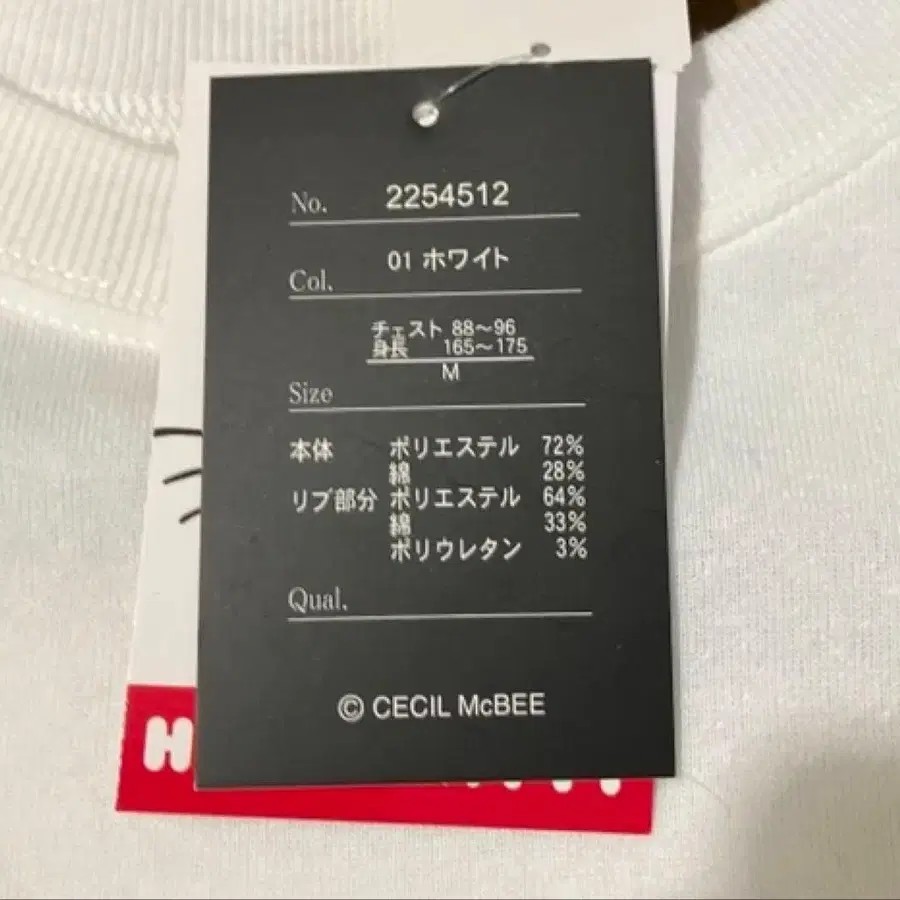 No. 2254512
Col. 01 ホワイト
チェスト 88〜96
身長 165〜175
M
Size
本体 ポリエステル 72%
綿 28%
リブ部分 ポリエステル 64%
綿 33%
ポリウレタン 3%
Qual.
© CECIL McBEE
H